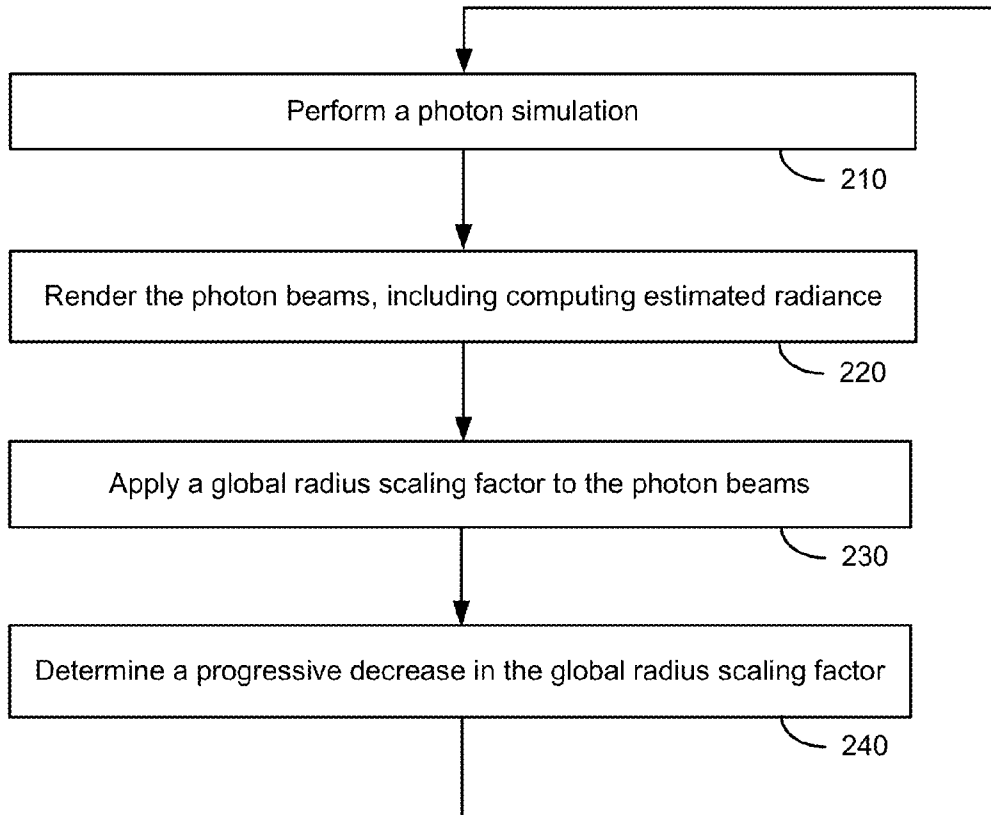 Perform a photon simulation
210
Render the photon beams, including computing estimated radiance
220
Apply a global radius scaling factor to the photon beams
230
Determine a progressive decrease in the global radius scaling factor
240